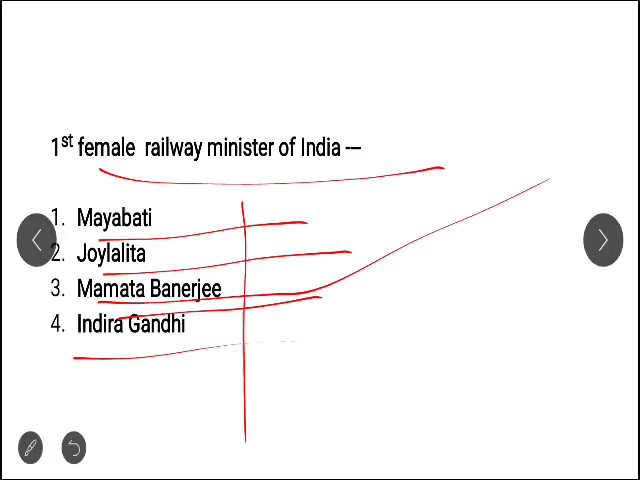 1st female railway minister of India ---
1. Mayabati
2. Joylalita
3. Mamata Banerjee
4. Indira Gandhi